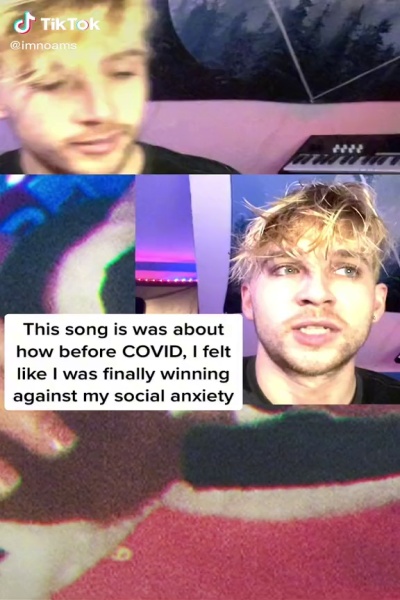 TikTok
@imnoams
This song is was about
how before COVID, I felt
like I was finally winning
against my social anxiety